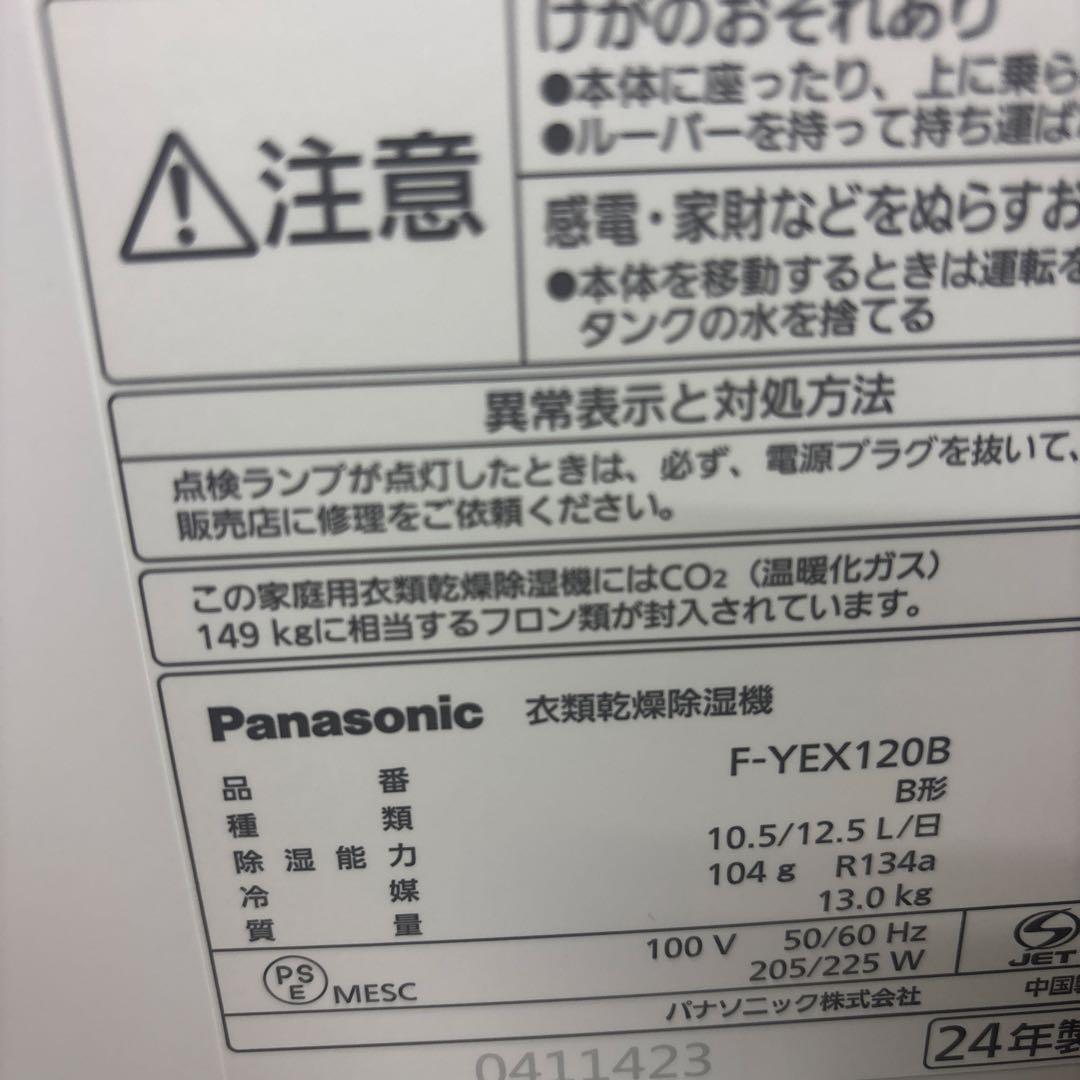 けがのおそれあり
●本体に座ったり、上に乗ら
●ルーバーを持って持ち運ば
注意
感電・家財などをぬらすお
●本体を移動するときは運転を
タンクの水を捨てる
異常表示と対処方法
点検ランプが点灯したときは、必ず、電源プラグを抜いて、
販売店に修理をご依頼ください。
この家庭用衣類乾燥除湿機にはCO₂（温暖化ガス）
149 kgに相当するフロン類が封入されています。
Panasonic 衣類乾燥除湿機
品番 F-YEX120B
種類 B形
除湿能力 10.5/12.5 L/日
冷媒 104 g R134a
質量 13.0 kg
PSE MESC
100 V 50/60 Hz
205/225 W
JET
パナソニック株式会社
中国製
24年製
0411423